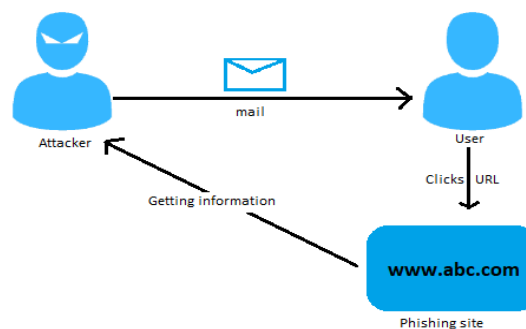 mail
Attacker
User
Clicks URL
Getting information
www.abc.com
Phishing site